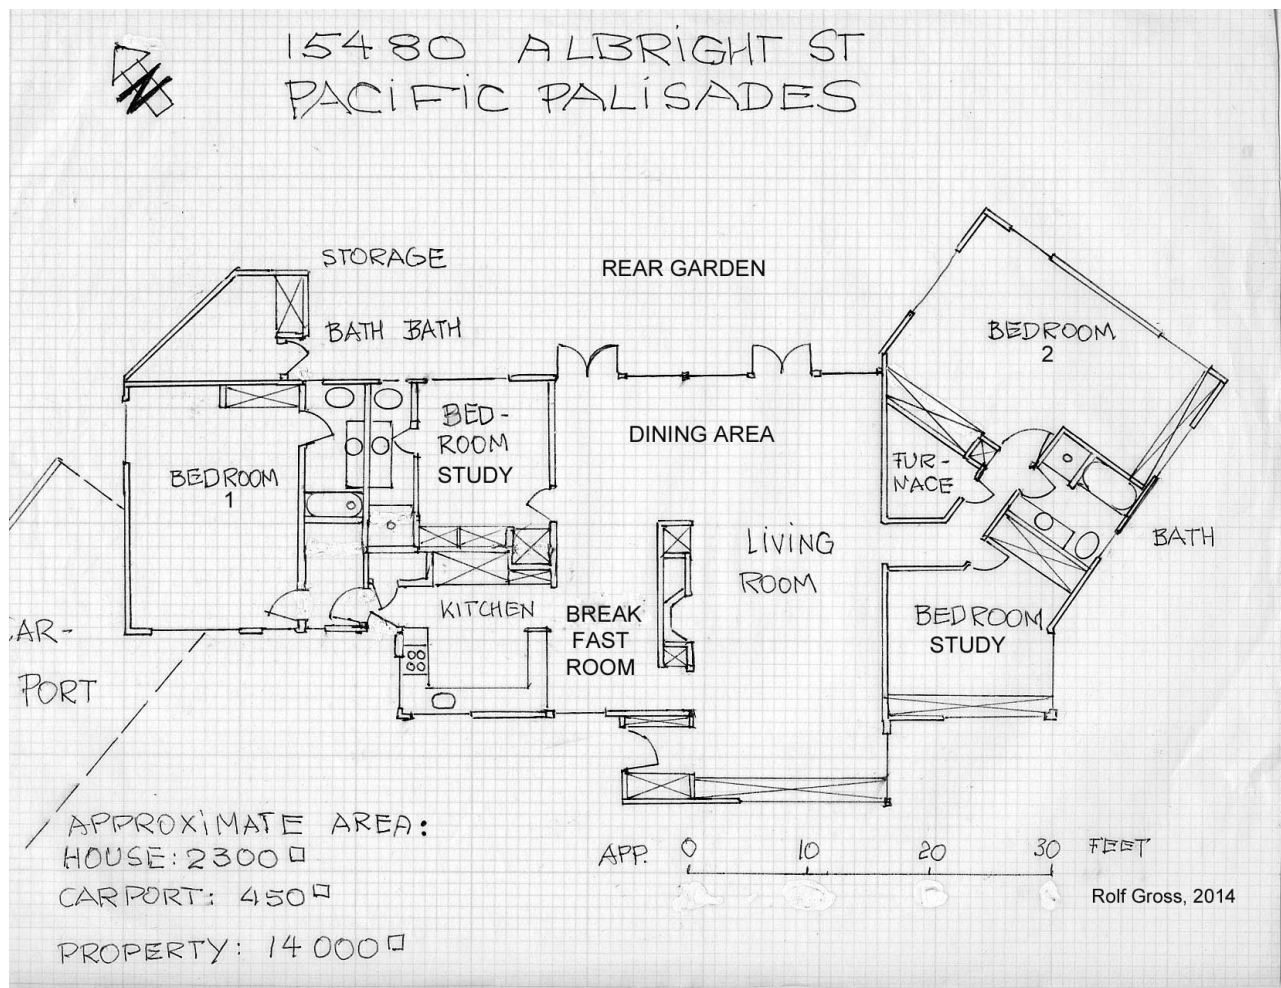 N
15480 ALBRIGHT ST
PACIFIC PALISADES
STORAGE
REAR GARDEN
BATH BATH
BEDROOM
2
BED-
ROOM
STUDY
DINING AREA
BEDROOM
1
FUR-
NACE
LIVING
ROOM
BATH
KITCHEN
BREAK
FAST
ROOM
BEDROOM
STUDY
CAR-
PORT
APPROXIMATE AREA:
HOUSE: 2300 □
CARPORT: 450 □
PROPERTY: 14 000 □
APP. 0 10 20 30 FEET
Rolf Gross, 2014